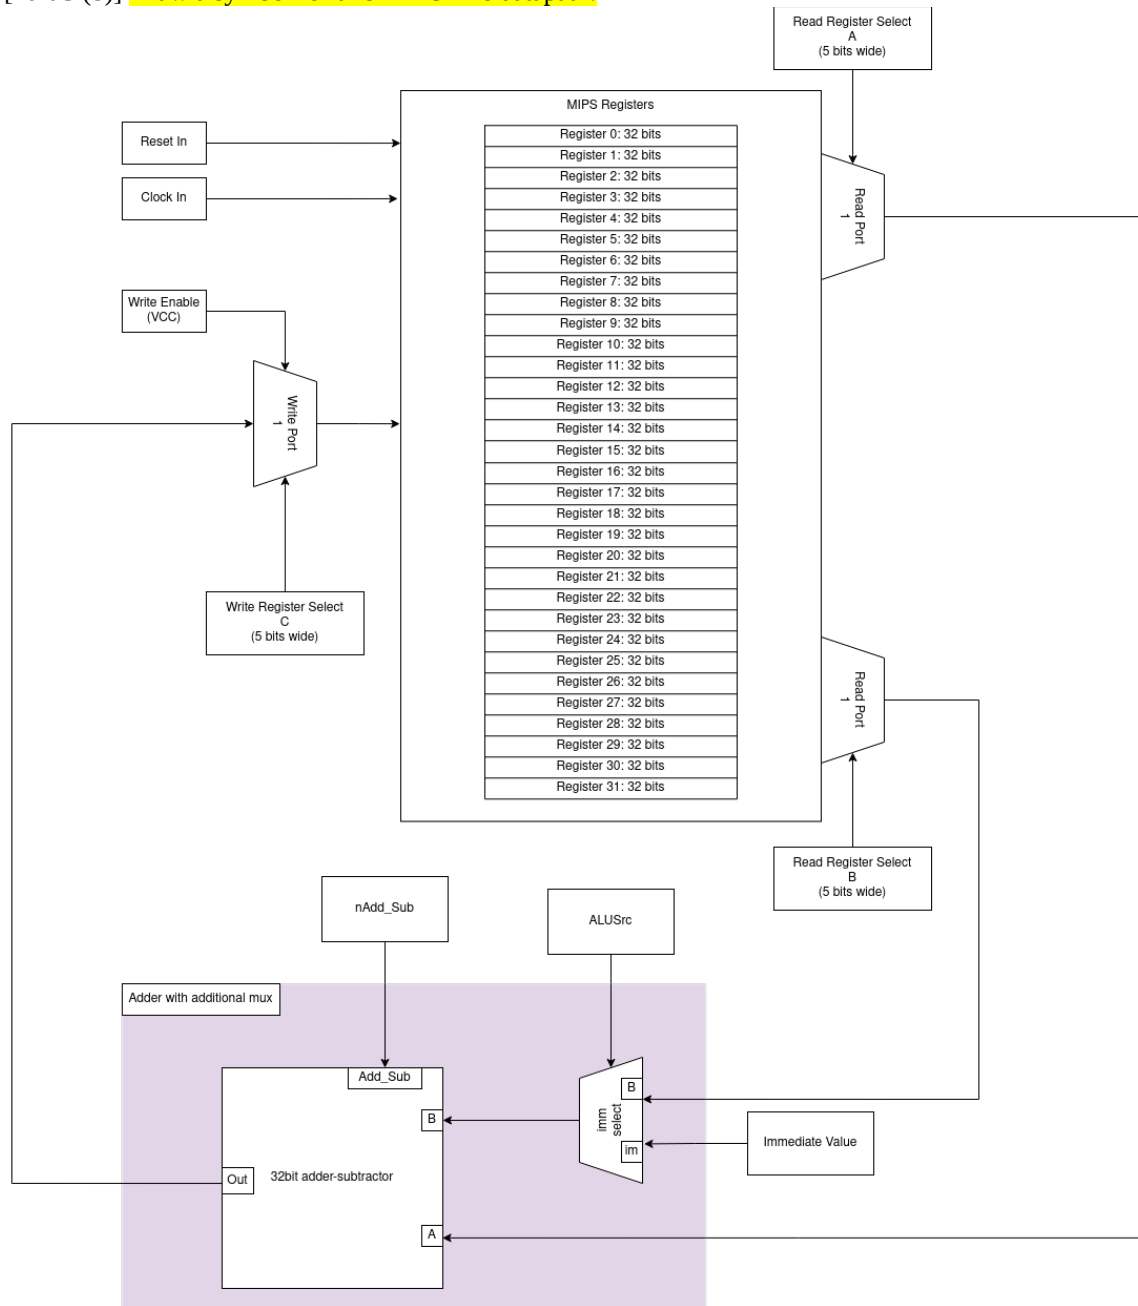 Read Register Select
A
(5 bits wide)
MIPS Registers
Reset In
Clock In
Write Enable
(VCC)
Write Port
1
Write Register Select
C
(5 bits wide)
Register 0: 32 bits
Register 1: 32 bits
Register 2: 32 bits
Register 3: 32 bits
Register 4: 32 bits
Register 5: 32 bits
Register 6: 32 bits
Register 7: 32 bits
Register 8: 32 bits
Register 9: 32 bits
Register 10: 32 bits
Register 11: 32 bits
Register 12: 32 bits
Register 13: 32 bits
Register 14: 32 bits
Register 15: 32 bits
Register 16: 32 bits
Register 17: 32 bits
Register 18: 32 bits
Register 19: 32 bits
Register 20: 32 bits
Register 21: 32 bits
Register 22: 32 bits
Register 23: 32 bits
Register 24: 32 bits
Register 25: 32 bits
Register 26: 32 bits
Register 27: 32 bits
Register 28: 32 bits
Register 29: 32 bits
Register 30: 32 bits
Register 31: 32 bits
Read Port
1
Read Port
1
Read Register Select
B
(5 bits wide)
nAdd_Sub
ALUSrc
Adder with additional mux
Add_Sub
B
A
Out
32bit adder-subtractor
B
imm
select
im
Immediate Value